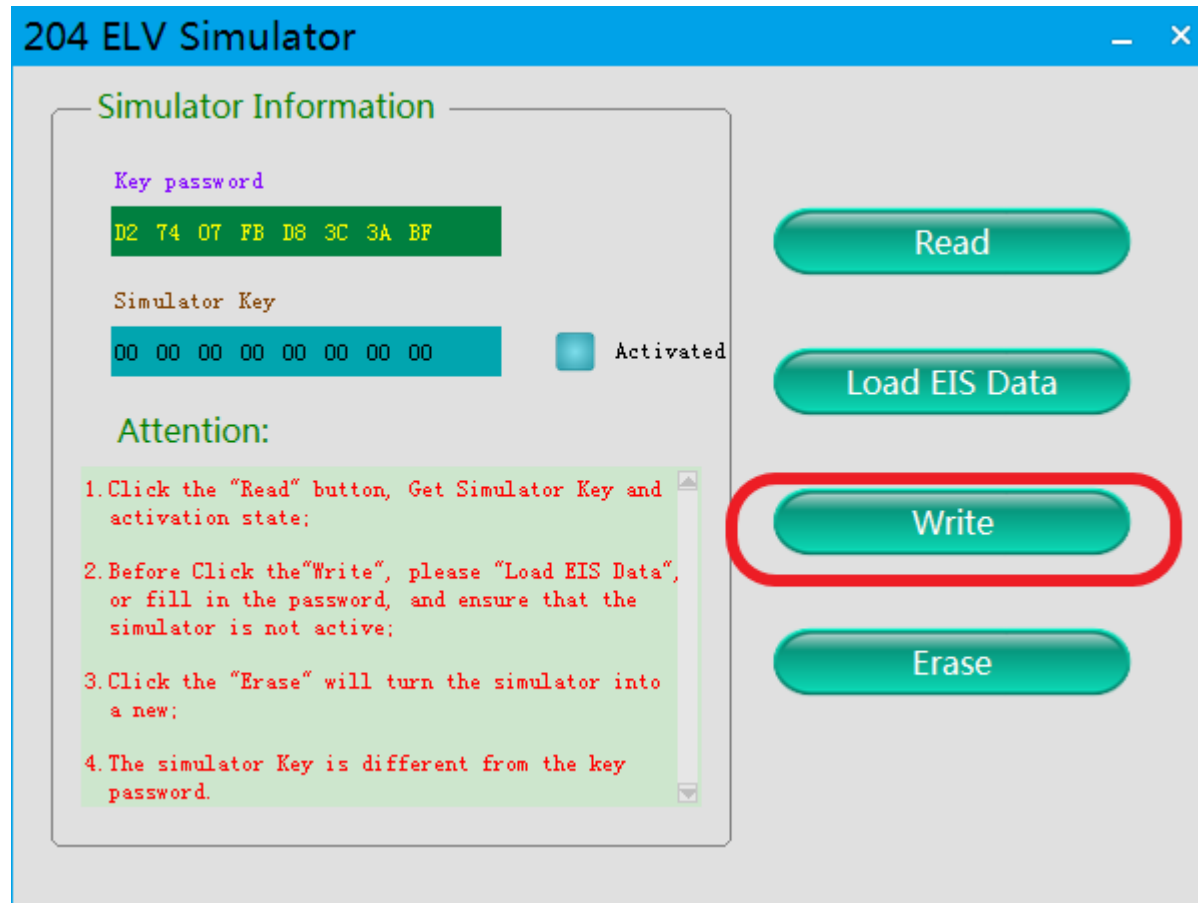 204 ELV Simulator
Simulator Information
Key password
D2 74 07 FB D8 3C 3A BF
Simulator Key
00 00 00 00 00 00 00 00
Activated
Attention:
1.Click the "Read" button, Get Simulator Key and
activation state;
2.Before Click the"Write", please "Load EIS Data",
or fill in the password, and ensure that the
simulator is not active;
3.Click the "Erase" will turn the simulator into
a new;
4.The simulator Key is different from the key
password.
Read
Load EIS Data
Write
Erase